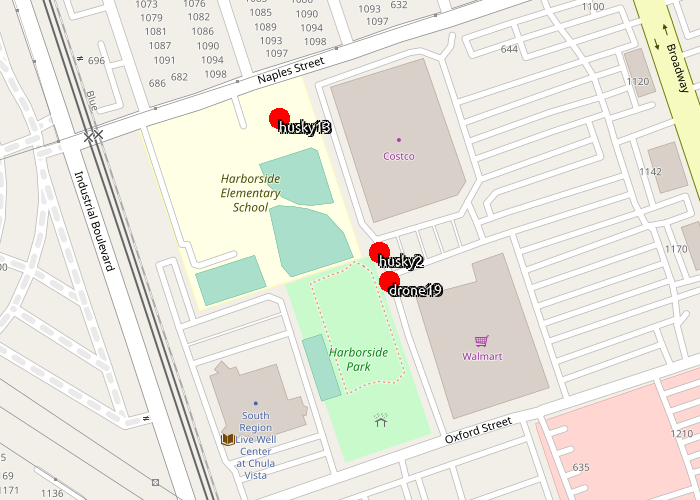 1073
1079
1081
1087
1091
1076
1082
1086
1090
1094
1098
1085
1089
1093
1097
1090
1094
1098
1093
1097
632
1100
644
696
686
682
Naples Street
Broadway
1120
1142
1170
Blue
husky13
Costco
Harborside
Elementary
School
Industrial Boulevard
husky2
drone19
Walmart
Harborside
Park
South
Region
Live Well
Center
at Chula
Vista
Oxford Street
635
1210
169
1171
1136